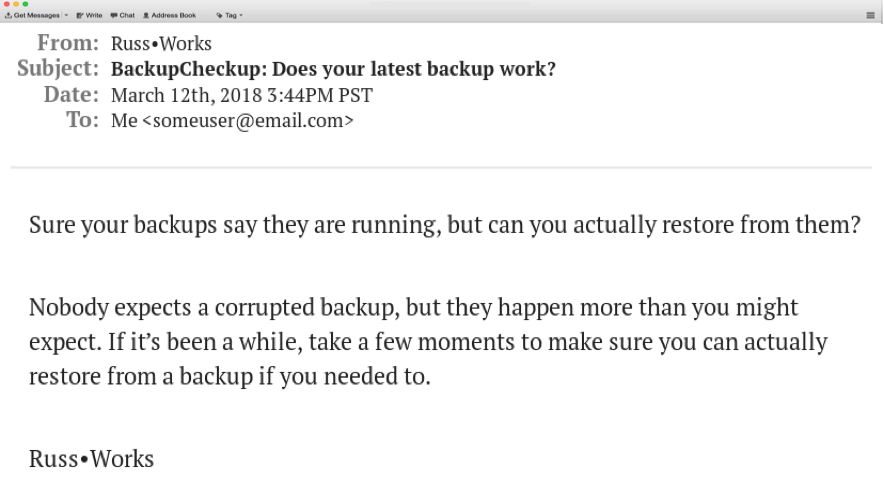 Get Messages Write Chat Address Book Tag
From: Russ•Works
Subject: BackupCheckup: Does your latest backup work?
Date: March 12th, 2018 3:44PM PST
To: Me <someuser@email.com>
Sure your backups say they are running, but can you actually restore from them?
Nobody expects a corrupted backup, but they happen more than you might
expect. If it’s been a while, take a few moments to make sure you can actually
restore from a backup if you needed to.
Russ•Works